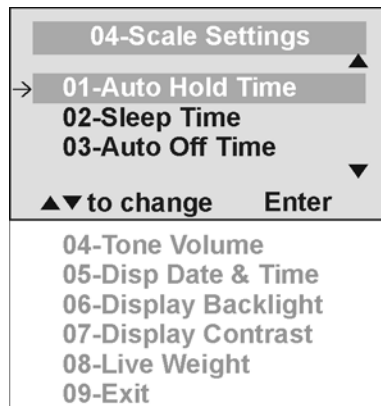 04-Scale Settings
▲
→ 01-Auto Hold Time
02-Sleep Time
03-Auto Off Time
▼
▲▼ to change Enter
04-Tone Volume
05-Disp Date & Time
06-Display Backlight
07-Display Contrast
08-Live Weight
09-Exit